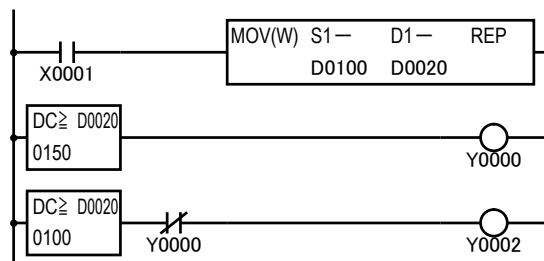 MOV(W) S1— D1— REP
D0100 D0020
X0001
DC≧ D0020
0150
Y0000
DC≧ D0020
0100
Y0000 Y0002